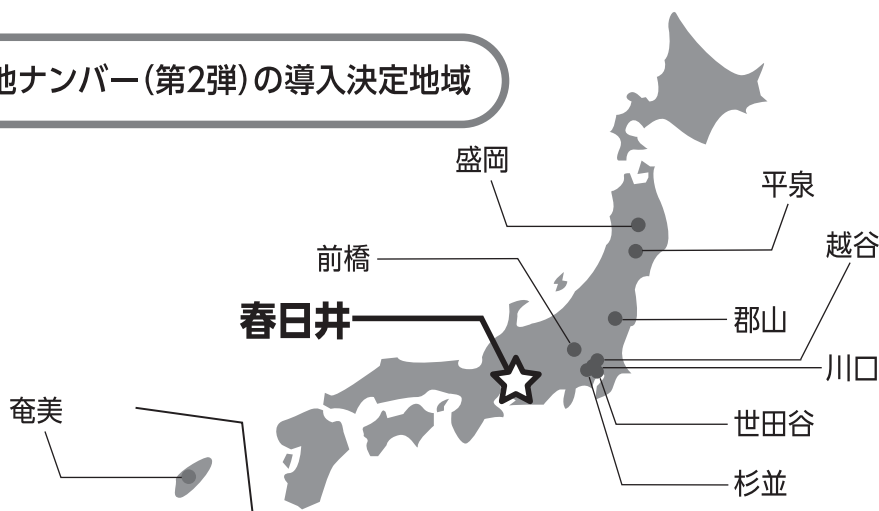 地ナンバー（第2弾）の導入決定地域
盛岡
平泉
越谷
前橋
春日井
郡山
川口
奄美
世田谷
杉並